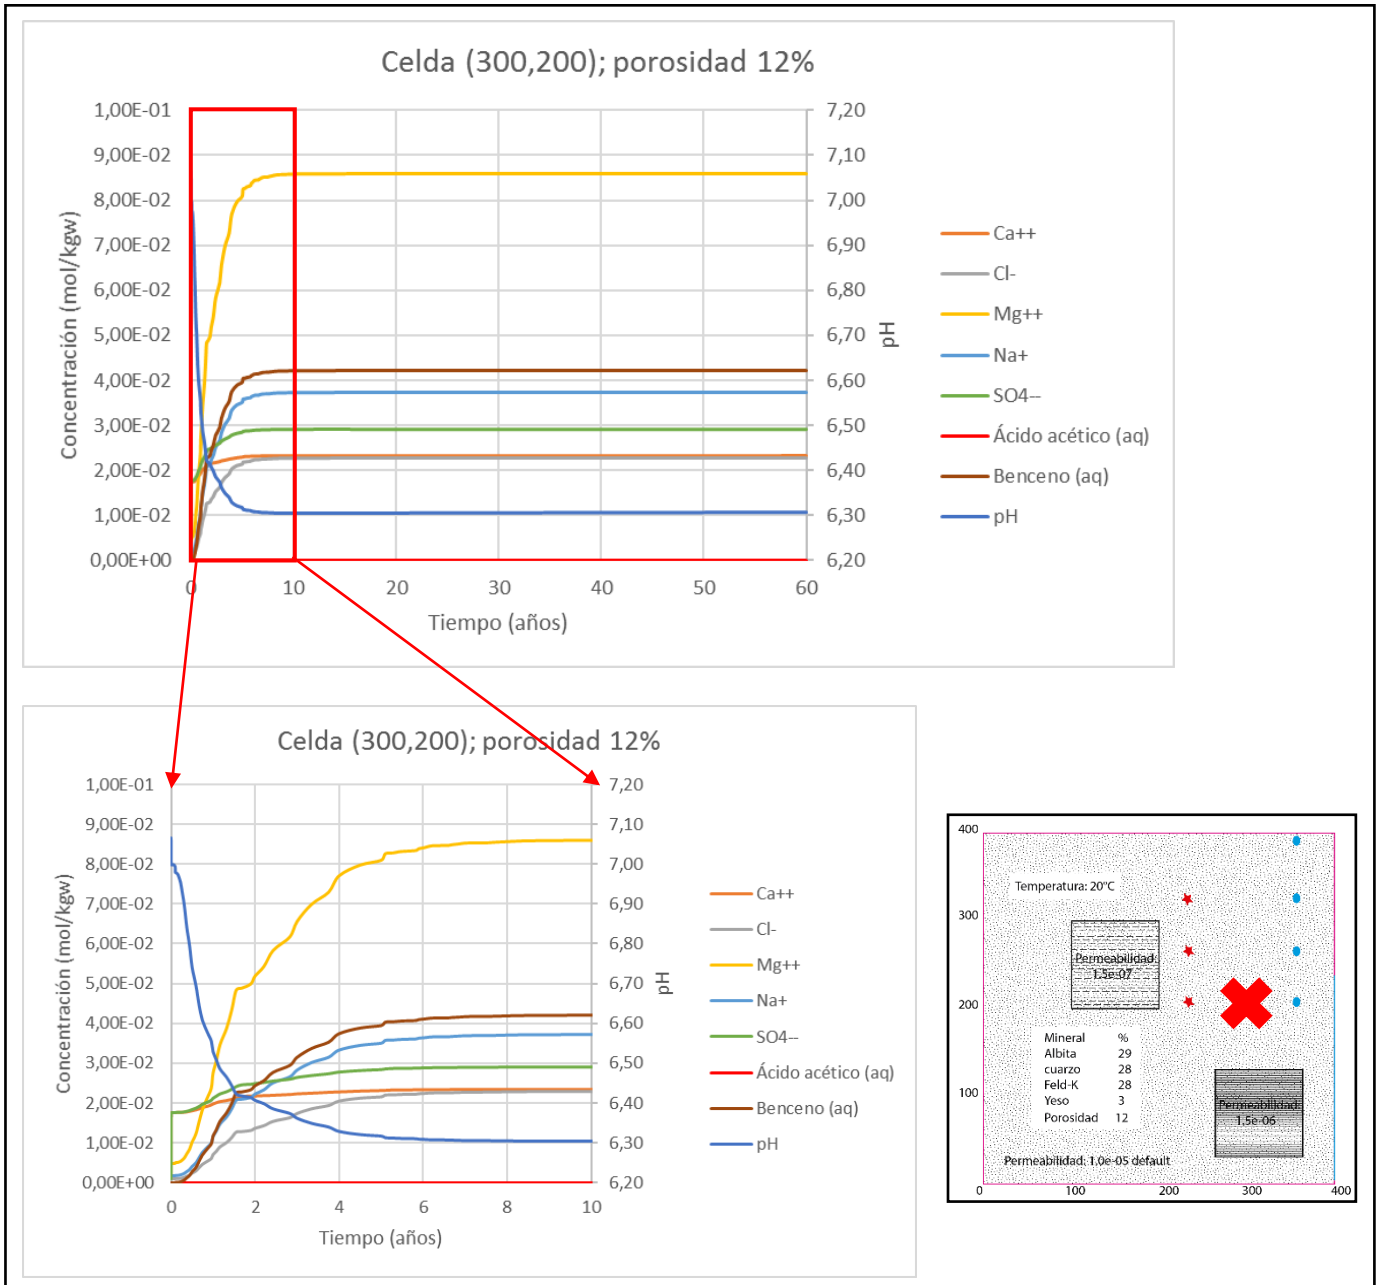 Celda (300,200); porosidad 12%
Concentración (mol/kgw)
1,00E-01
9,00E-02
8,00E-02
7,00E-02
6,00E-02
5,00E-02
4,00E-02
3,00E-02
2,00E-02
1,00E-02
0,00E+00
7,20
7,10
7,00
6,90
6,80
6,70
6,60
6,50
6,40
6,30
6,20
pH
0 10 20 30 40 50 60
Tiempo (años)
Ca++
Cl-
Mg++
Na+
SO4--
Ácido acético (aq)
Benceno (aq)
pH
Celda (300,200); porosidad 12%
Concentración (mol/kgw)
1,00E-01
9,00E-02
8,00E-02
7,00E-02
6,00E-02
5,00E-02
4,00E-02
3,00E-02
2,00E-02
1,00E-02
0,00E+00
7,20
7,10
7,00
6,90
6,80
6,70
6,60
6,50
6,40
6,30
6,20
pH
0 2 4 6 8 10
Tiempo (años)
Ca++
Cl-
Mg++
Na+
SO4--
Ácido acético (aq)
Benceno (aq)
pH
400
300
200
100
Temperatura: 20°C
Permeabilidad:
1.5e-07
Mineral %
Albita 29
cuarzo 28
Feld-K 28
Yeso 3
Porosidad 12
Permeabilidad:
1.5e-06
Permeabilidad: 1.0e-05 default
0 100 200 300 400